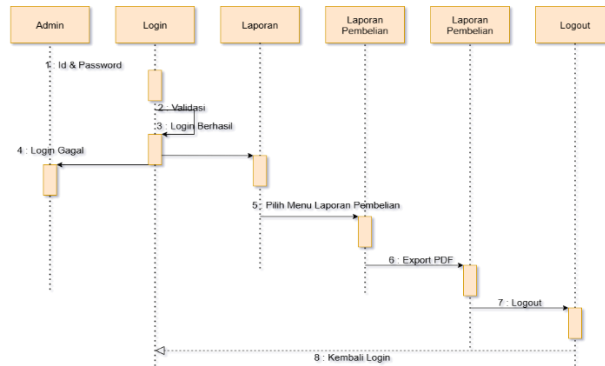 Admin
Login
Laporan
Laporan
Pembelian
Laporan
Pembelian
Logout
1 : Id & Password
2 : Validasi
3 : Login Berhasil
4 : Login Gagal
5 : Pilih Menu Laporan Pembelian
6 : Export PDF
7 : Logout
8 : Kembali Login